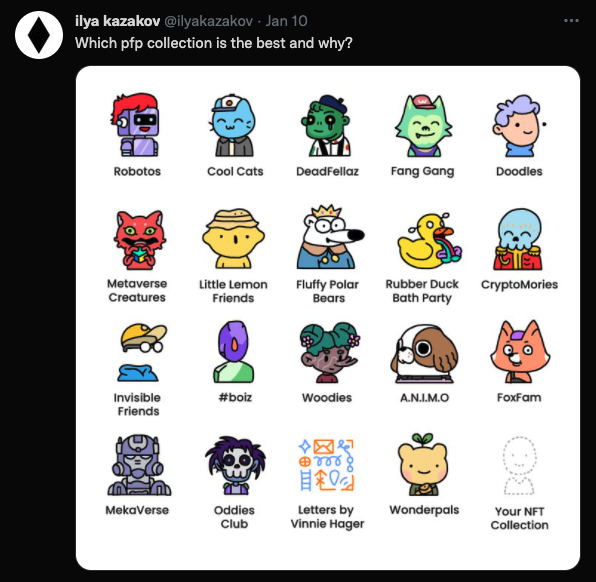 ilya kazakov @ilyakazakov · Jan 10
Which pfp collection is the best and why?
Robotos
Cool Cats
DeadFellaz
Fang Gang
Doodles
Metaverse
Creatures
Little Lemon
Friends
Fluffy Polar
Bears
Rubber Duck
Bath Party
CryptoMories
Invisible
Friends
#boiz
Woodies
A.N.I.M.O
FoxFam
MekaVerse
Oddies
Club
Letters by
Vinnie Hager
Wonderpals
Your NFT
Collection